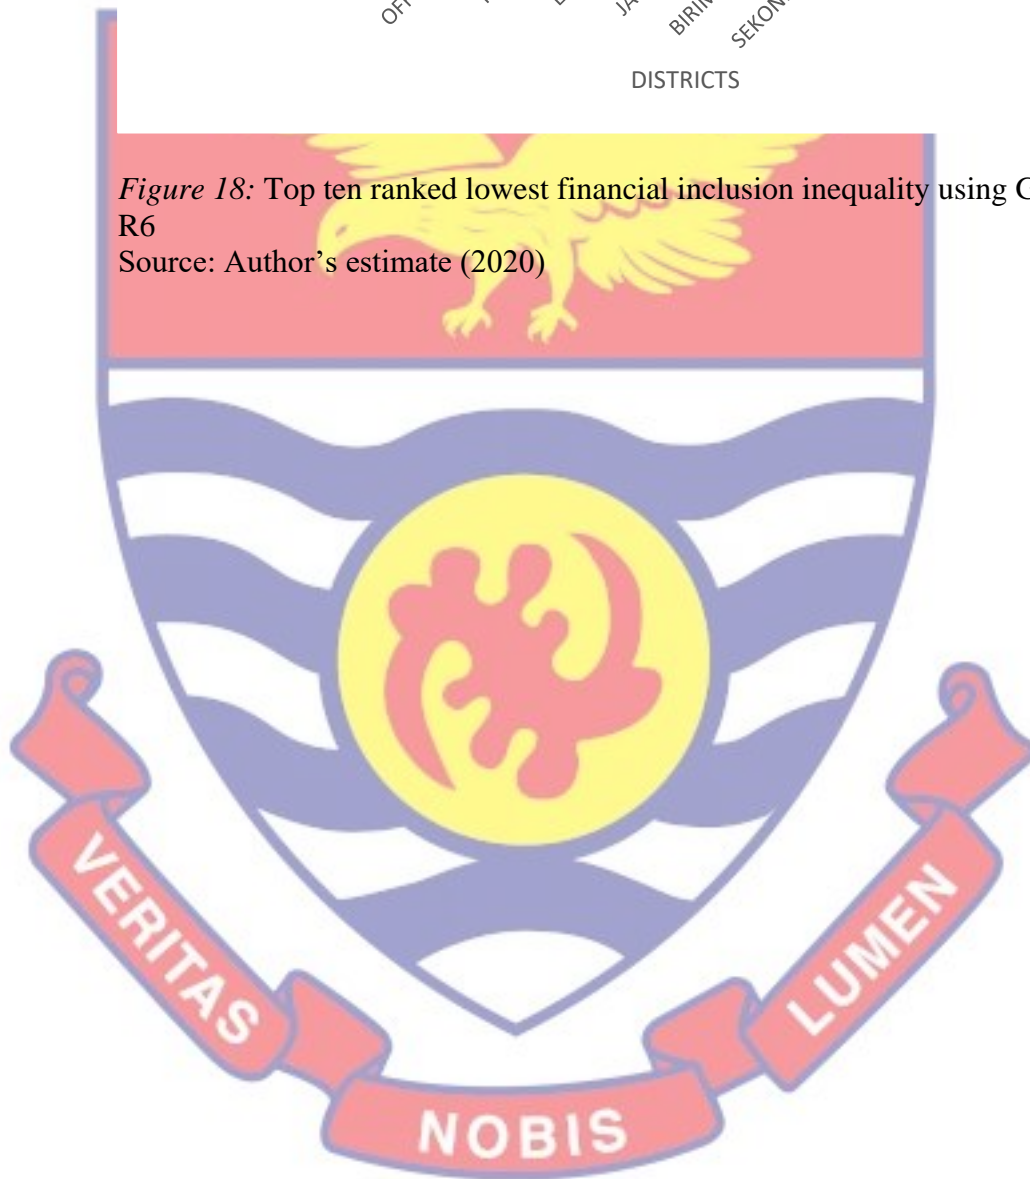 DISTRICTS
Figure 18: Top ten ranked lowest financial inclusion inequality using
R6
Source: Author’s estimate (2020)
VERITAS
NOBIS
LUMEN